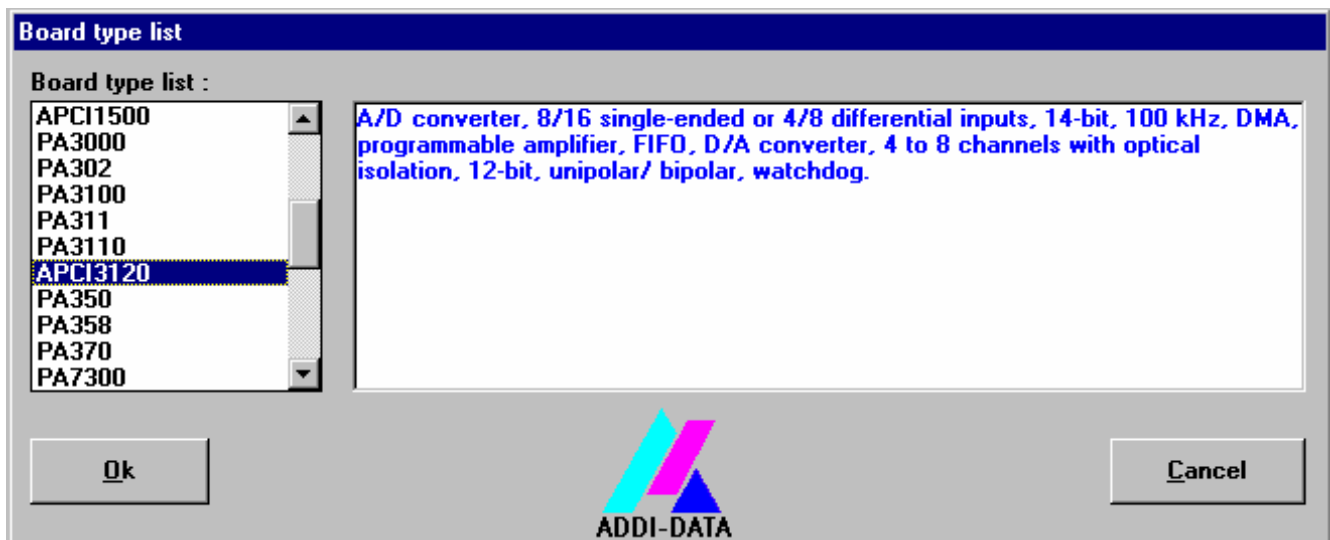 Board type list
Board type list :
APCI1500
PA3000
PA302
PA3100
PA311
PA3110
APCI3120
PA350
PA358
PA370
PA7300
A/D converter, 8/16 single-ended or 4/8 differential inputs, 14-bit, 100 kHz, DMA,
programmable amplifier, FIFO, D/A converter, 4 to 8 channels with optical
isolation, 12-bit, unipolar/ bipolar, watchdog.
Ok
ADDI-DATA
Cancel